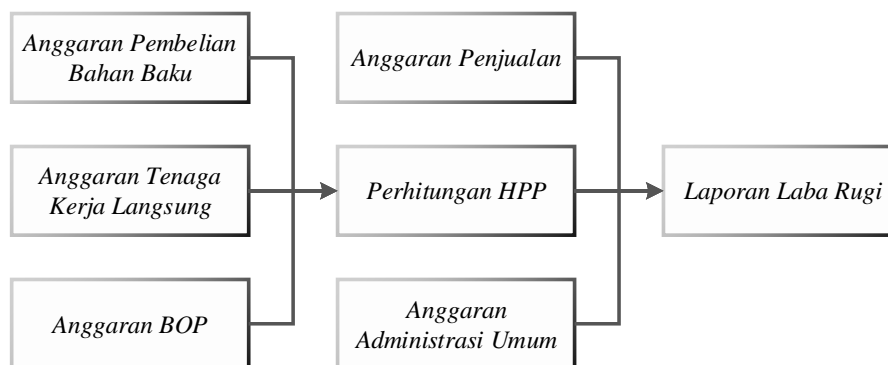 Anggaran Pembelian
Bahan Baku
Anggaran Penjualan
Anggaran Tenaga
Kerja Langsung
Perhitungan HPP
Laporan Laba Rugi
Anggaran BOP
Anggaran
Administrasi Umum